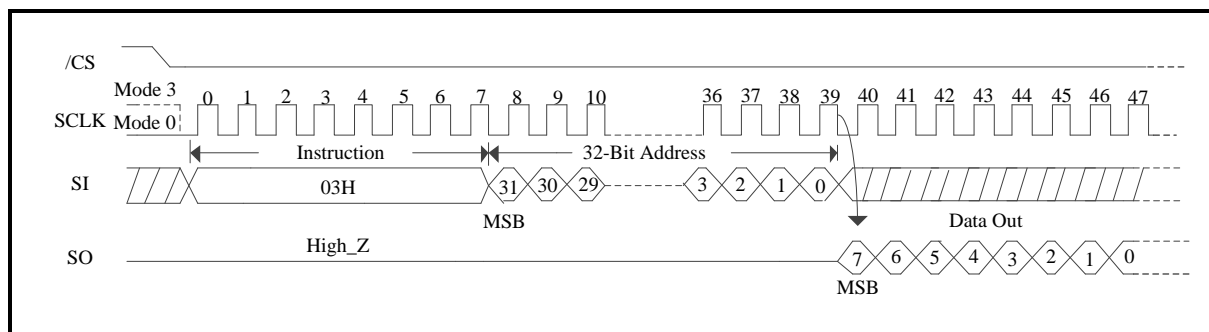 /CS
Mode 3
0 1 2 3 4 5 6 7 8 9 10 36 37 38 39 40 41 42 43 44 45 46 47
SCLK
Mode 0
Instruction 32-Bit Address
SI 03H 31 30 29 3 2 1 0
MSB Data Out
High_Z
SO 7 6 5 4 3 2 1 0
MSB